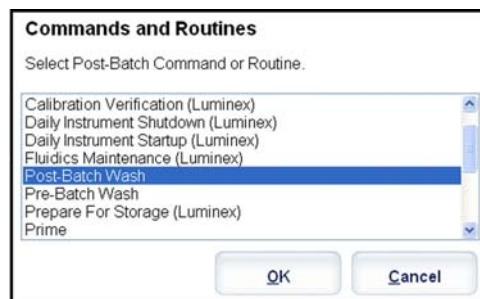 Commands and Routines
Select Post-Batch Command or Routine.
Calibration Verification (Luminex)
Daily Instrument Shutdown (Luminex)
Daily Instrument Startup (Luminex)
Fluidics Maintenance (Luminex)
Post-Batch Wash
Pre-Batch Wash
Prepare For Storage (Luminex)
Prime
OK
Cancel